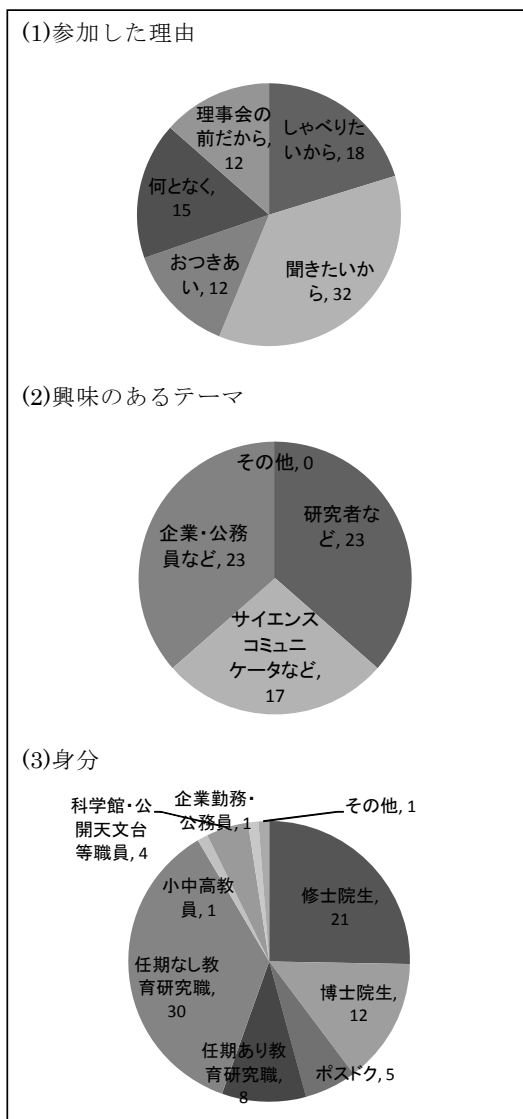 (1)参加した理由
理事会の
前だから,
12
しゃべりた
いから, 18
何となく,
15
おつきあ
い, 12
聞きたいか
ら, 32
(2)興味のあるテーマ
その他, 0
企業・公務
員など, 23
研究者な
ど, 23
サイエンス
コミュニ
ケータなど,
17
(3)身分
科学館・公
開天文台
等職員, 4
企業勤務・
公務員, 1
その他, 1
小中高教
員, 1
修士院生,
21
任期なし教
育研究職,
30
博士院生,
12
任期あり教
育研究職,
8
ポスドク, 5